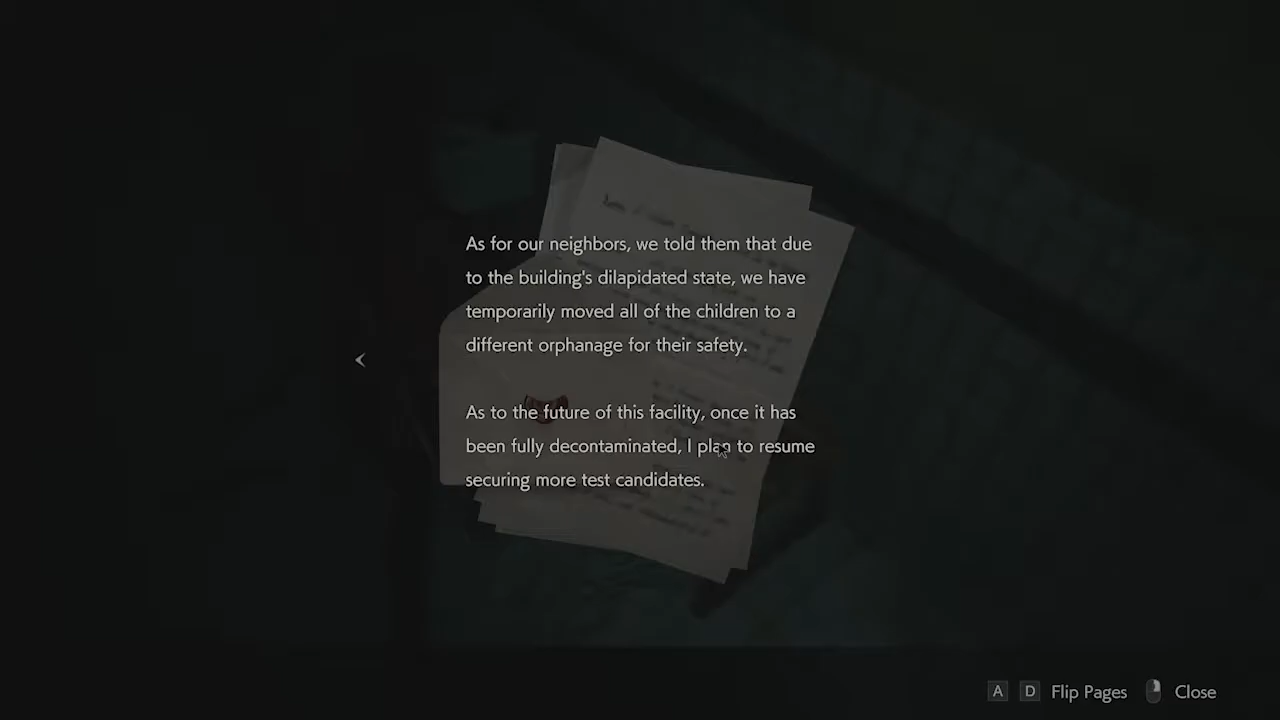 As for our neighbors, we told them that due
to the building's dilapidated state, we have
temporarily moved all of the children to a
different orphanage for their safety.
As to the future of this facility, once it has
been fully decontaminated, I plan to resume
securing more test candidates.
A D Flip Pages Close